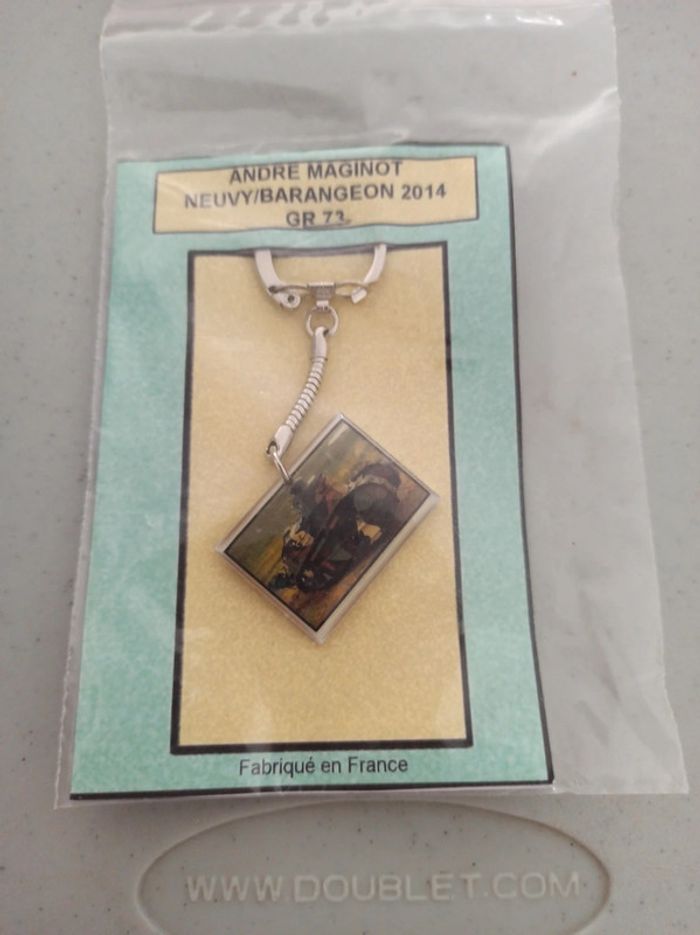 ANDRE MAGINOT
NEUVY/BARANGEON 2014
GR 73
Fabriqué en France
WWW.DOUBLET.COM